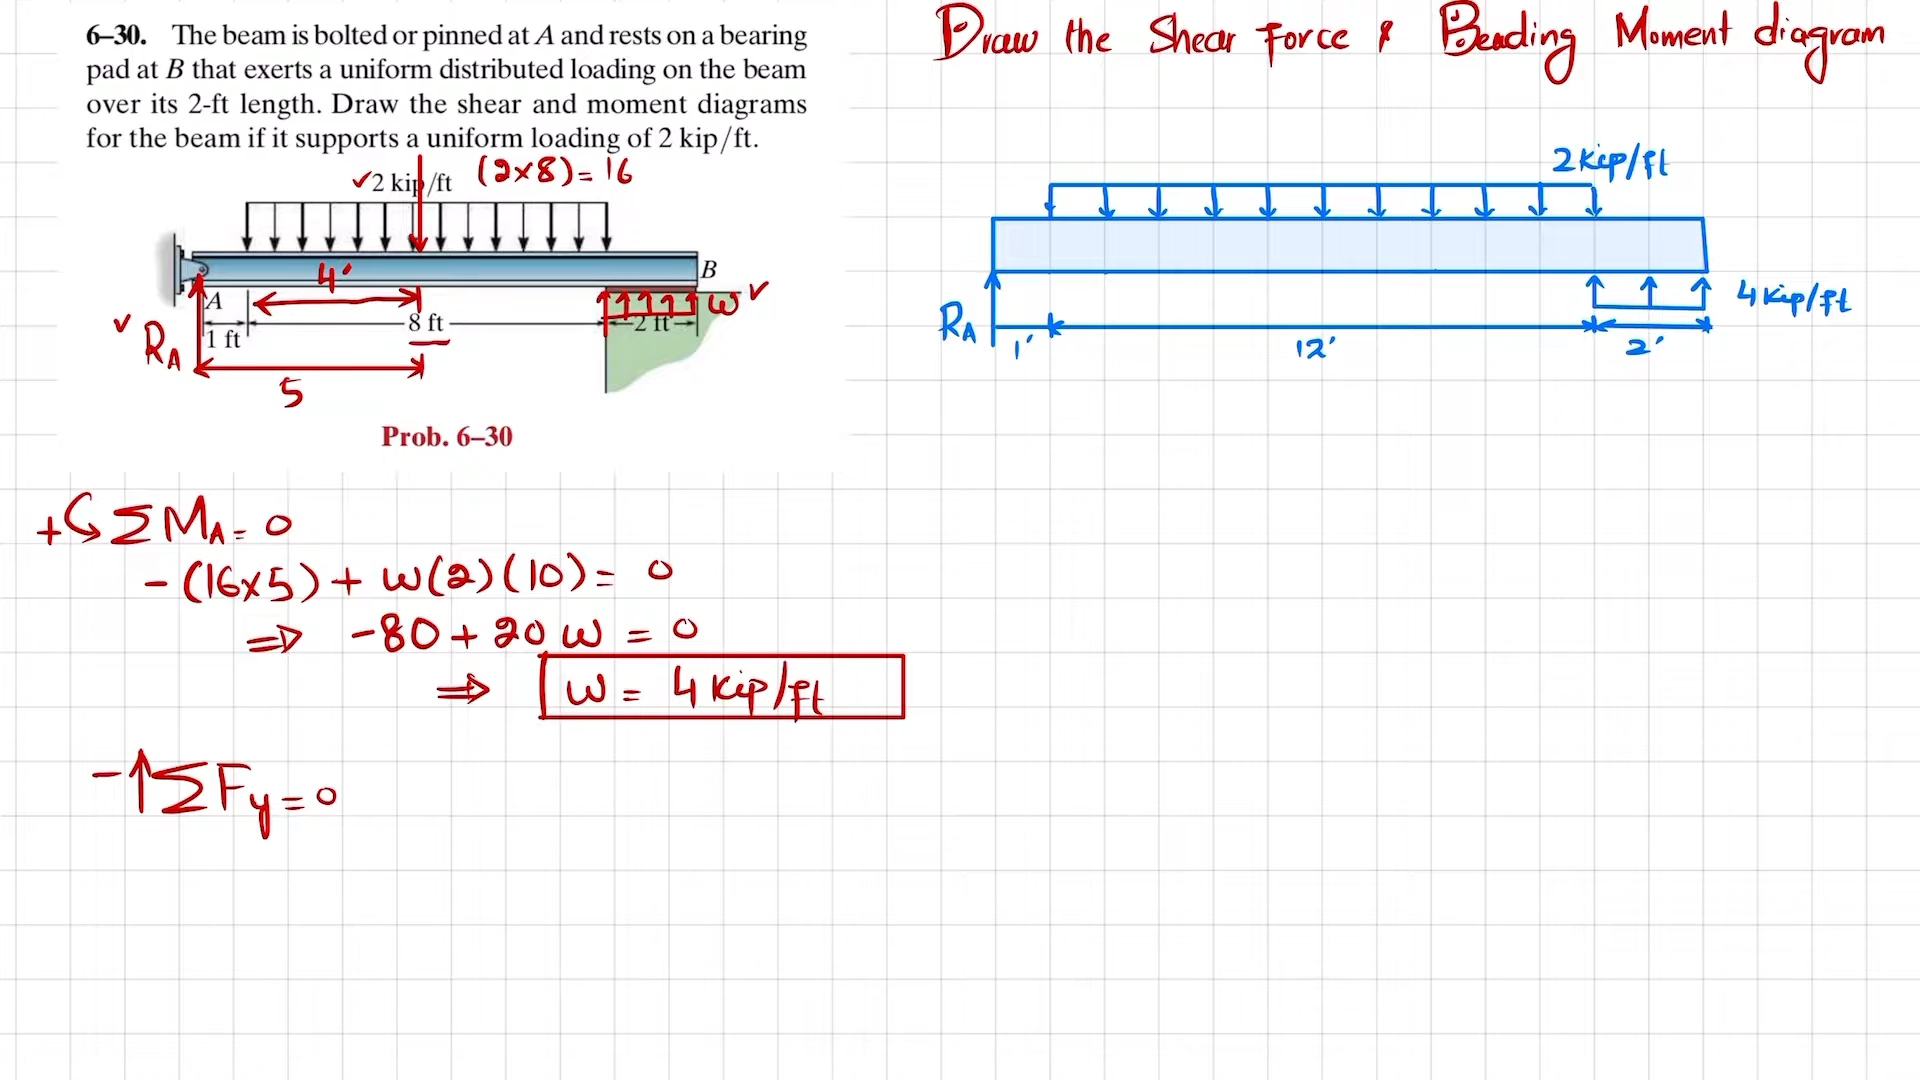 6–30. The beam is bolted or pinned at A and rests on a bearing
pad at B that exerts a uniform distributed loading on the beam
over its 2-ft length. Draw the shear and moment diagrams
for the beam if it supports a uniform loading of 2 kip/ft.
✓2 kip/ft (2×8)= 16
4'
B
A
w ✓
8 ft
2 ft
✓ RA
1 ft
5
Prob. 6–30
+↺ ΣMA = 0
-(16×5) + w(2)(10) = 0
⇒ -80 + 20 w = 0
⇒ w = 4 kip/ft
-↑ΣFy = 0
Draw the Shear Force & Bending Moment diagram
2 kip/ft
4 kip/ft
RA
1' 12' 2'